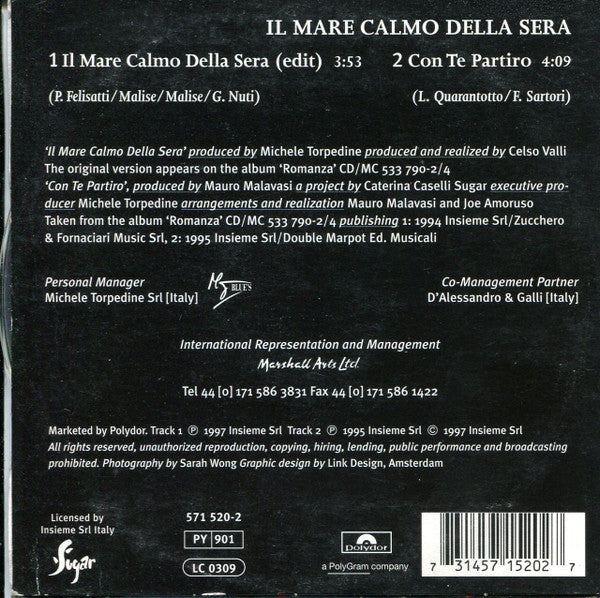 IL MARE CALMO DELLA SERA
1 Il Mare Calmo Della Sera (edit) 3:53 2 Con Te Partiro 4:09
(P. Felisatti/Malise/Malise/G. Nuti) (L. Quarantotto/F. Sartori)
'Il Mare Calmo Della Sera' produced by Michele Torpedine produced and realized by Celso Valli
The original version appears on the album 'Romanza' CD/MC 533 790-2/4
'Con Te Partiro', produced by Mauro Malavasi a project by Caterina Caselli Sugar executive pro-
ducer Michele Torpedine arrangements and realization Mauro Malavasi and Joe Amoruso
Taken from the album 'Romanza' CD/MC 533 790-2/4 publishing 1: 1994 Insieme Srl/Zucchero
& Fornaciari Music Srl, 2: 1995 Insieme Srl/Double Marpot Ed. Musicali
Personal Manager
Michele Torpedine Srl [Italy]
BLUE'S
Co-Management Partner
D'Alessandro & Galli [Italy]
International Representation and Management
Marshall Arts Ltd.
Tel 44 [0] 171 586 3831 Fax 44 [0] 171 586 1422
Marketed by Polydor. Track 1 ℗ 1997 Insieme Srl Track 2 ℗ 1995 Insieme Srl © 1997 Insieme Srl
All rights reserved, unauthorized reproduction, copying, hiring, lending, public performance and broadcasting
prohibited. Photography by Sarah Wong Graphic design by Link Design, Amsterdam
Licensed by
Insieme Srl Italy
Sugar
571 520-2
PY 901
LC 0309
Polydor
a PolyGram company
7 31457 15202 7